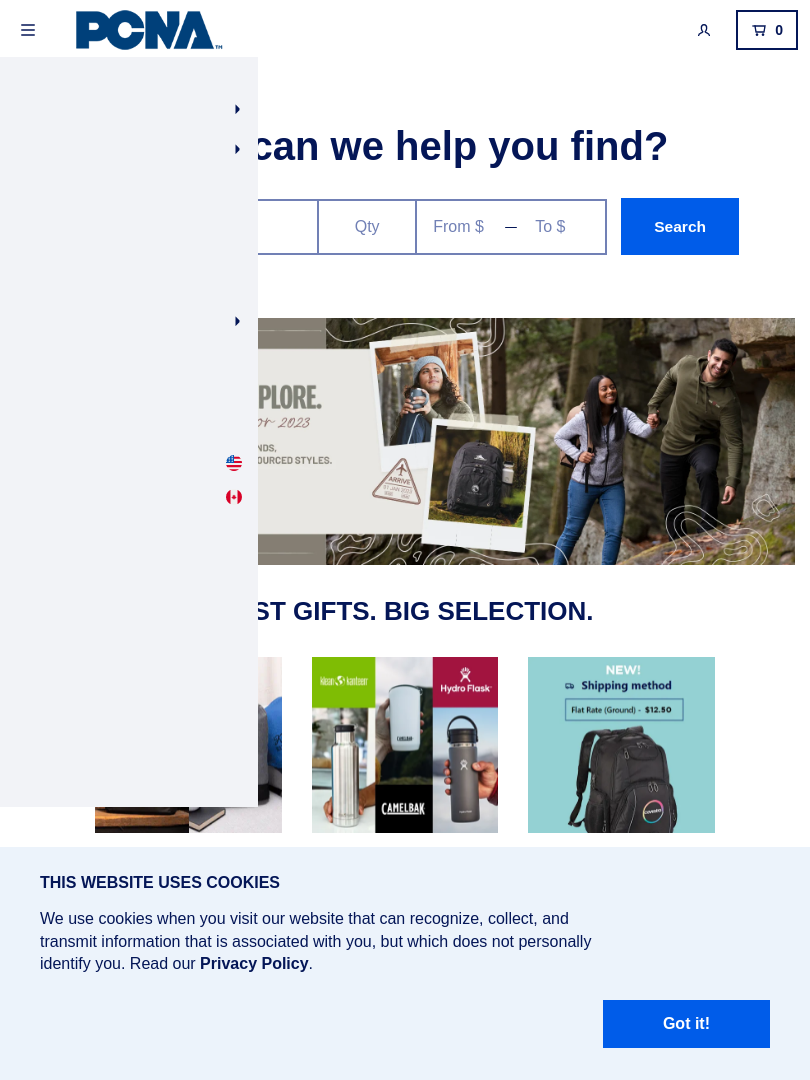 PCNA™
0
can we help you find?
Qty
From $
—
To $
Search
PLORE.
or 2023
NDS,
OURCED STYLES.
ARRIVE
ST GIFTS. BIG SELECTION.
Klean kanteen
Hydro Flask
CAMELBAK
NEW!
Shipping method
Flat Rate (Ground) - $12.50
THIS WEBSITE USES COOKIES
We use cookies when you visit our website that can recognize, collect, and
transmit information that is associated with you, but which does not personally
identify you. Read our Privacy Policy.
Got it!